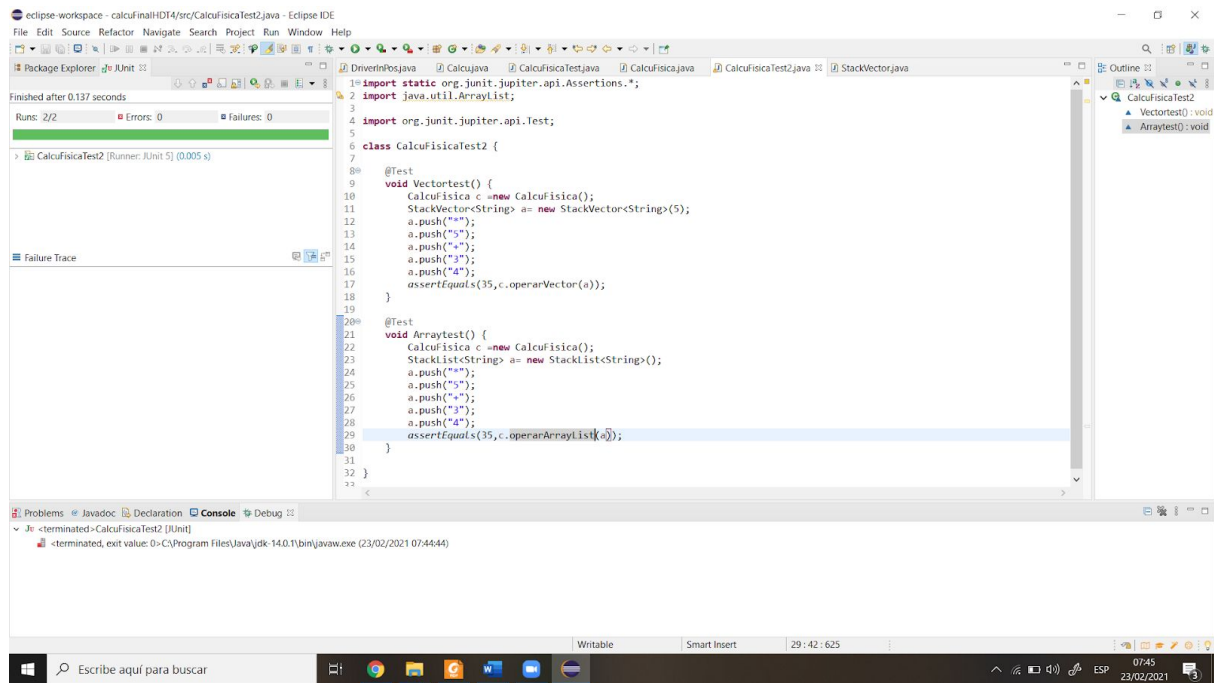 eclipse-workspace - calcuFinalHDT4/src/CalcuFisicaTest2.java - Eclipse IDE
File Edit Source Refactor Navigate Search Project Run Window Help
Package Explorer JUnit
Finished after 0.137 seconds
Runs: 2/2 Errors: 0 Failures: 0
CalcuFisicaTest2 [Runner: JUnit 5] (0.005 s)
Failure Trace
DriverInPos.java Calcu.java CalcuFisicaTest.java CalcuFisica.java CalcuFisicaTest2.java StackVector.java
1 import static org.junit.jupiter.api.Assertions.*;
2 import java.util.ArrayList;
3
4 import org.junit.jupiter.api.Test;
5
6 class CalcuFisicaTest2 {
7
8 @Test
9 void Vectortest() {
10 CalcuFisica c =new CalcuFisica();
11 StackVector<String> a= new StackVector<String>(5);
12 a.push("*");
13 a.push("5");
14 a.push("+");
15 a.push("3");
16 a.push("4");
17 assertEquals(35,c.operarVector(a));
18 }
19
20 @Test
21 void Arraytest() {
22 CalcuFisica c =new CalcuFisica();
23 StackList<String> a= new StackList<String>();
24 a.push("*");
25 a.push("5");
26 a.push("+");
27 a.push("3");
28 a.push("4");
29 assertEquals(35,c.operarArrayList(a));
30 }
31
32 }
33
Outline
CalcuFisicaTest2
Vectortest() : void
Arraytest() : void
Problems Javadoc Declaration Console Debug
<terminated>CalcuFisicaTest2 [JUnit]
<terminated, exit value: 0>C:\Program Files\Java\jdk-14.0.1\bin\javaw.exe (23/02/2021 07:44:44)
Writable Smart Insert 29 : 42 : 625
Escribe aquí para buscar
ESP
07:45
23/02/2021
3